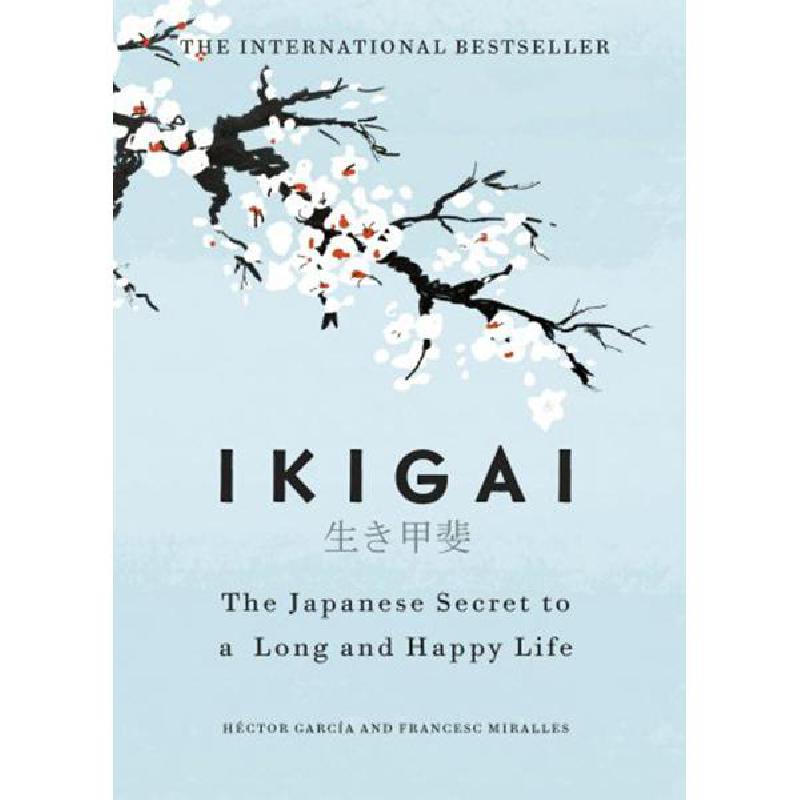 THE INTERNATIONAL BESTSELLER
IKIGAI
生き甲斐
The Japanese Secret to
a Long and Happy Life
HÉCTOR GARCÍA AND FRANCESC MIRALLES